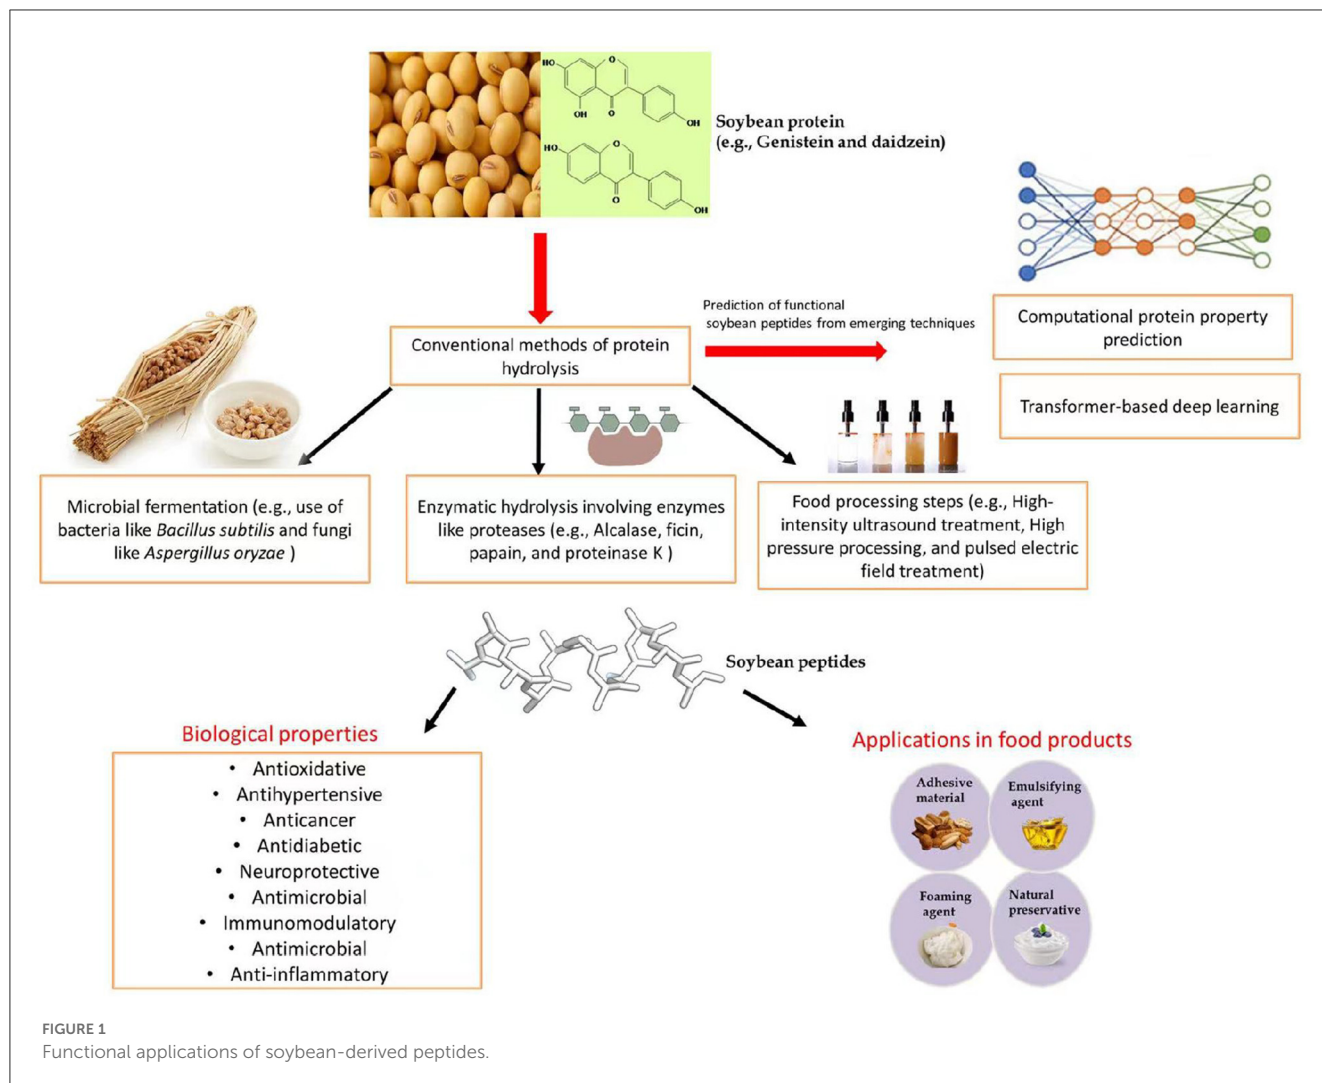 HO
O
OH
O
OH
HO
O
O
OH
Soybean protein
(e.g., Genistein and daidzein)
Prediction of functional
soybean peptides from emerging techniques
Conventional methods of protein
hydrolysis
Computational protein property
prediction
Transformer-based deep learning
Microbial fermentation (e.g., use of
bacteria like Bacillus subtilis and fungi
like Aspergillus oryzae )
Enzymatic hydrolysis involving enzymes
like proteases (e.g., Alcalase, ficin,
papain, and proteinase K )
Food processing steps (e.g., High-
intensity ultrasound treatment, High
pressure processing, and pulsed electric
field treatment)
Soybean peptides
Biological properties
• Antioxidative
• Antihypertensive
• Anticancer
• Antidiabetic
• Neuroprotective
• Antimicrobial
• Immunomodulatory
• Antimicrobial
• Anti-inflammatory
Applications in food products
Adhesive
material
Emulsifying
agent
Foaming
agent
Natural
preservative
FIGURE 1
Functional applications of soybean-derived peptides.